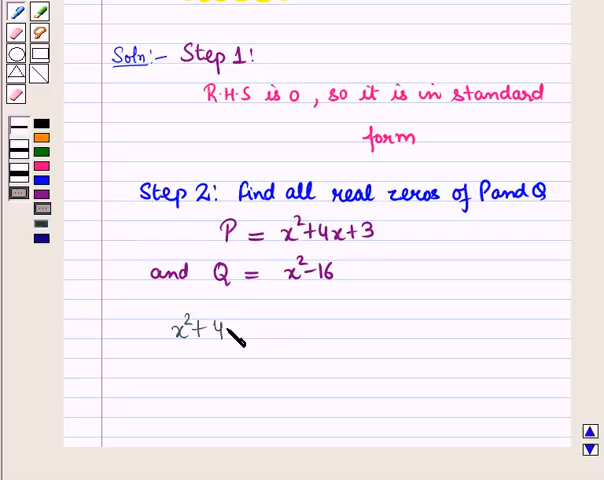 Soln:- Step 1:
R.H.S is 0, so it is in standard
form
Step 2: Find all real zeros of P and Q
P = x²+4x+3
and Q = x²-16
x²+4